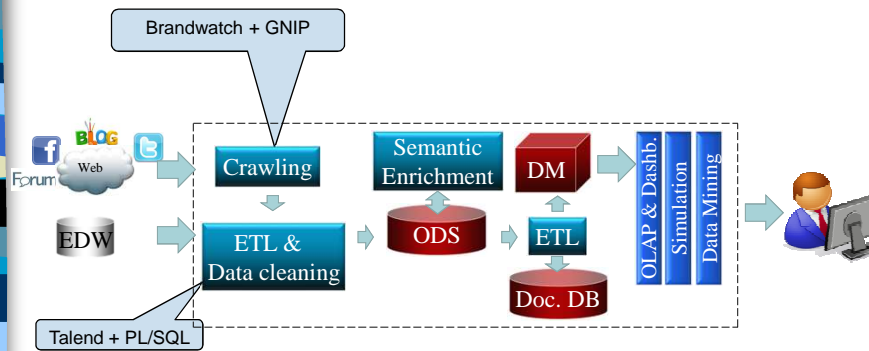 Brandwatch + GNIP
BLOG
f
t
Web
Forum
Crawling
Semantic
Enrichment
DM
OLAP & Dashb.
Simulation
Data Mining
EDW
ETL &
Data cleaning
ODS
ETL
Doc. DB
Talend + PL/SQL